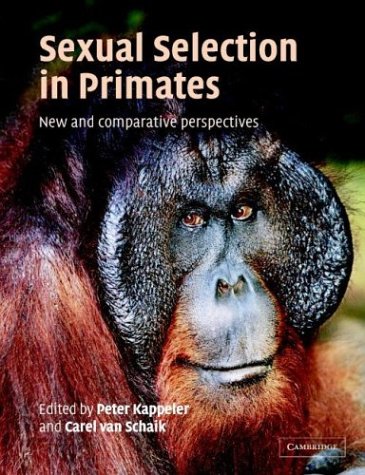 Sexual Selection
in Primates
New and comparative perspectives
Edited by Peter Kappeler
and Carel van Schaik
CAMBRIDGE